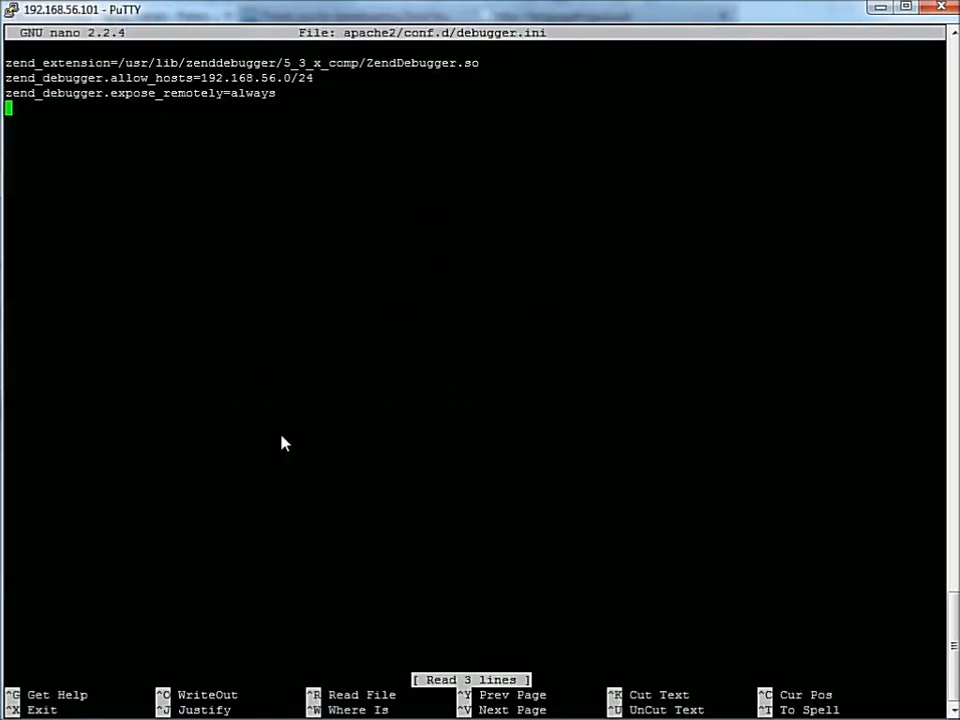 192.168.56.101 - PuTTY
GNU nano 2.2.4 File: apache2/conf.d/debugger.ini
zend_extension=/usr/lib/zenddebugger/5_3_x_comp/ZendDebugger.so
zend_debugger.allow_hosts=192.168.56.0/24
zend_debugger.expose_remotely=always
[ Read 3 lines ]
^G Get Help ^O WriteOut ^R Read File ^Y Prev Page ^K Cut Text ^C Cur Pos
^X Exit ^J Justify ^W Where Is ^V Next Page ^U UnCut Text ^T To Spell